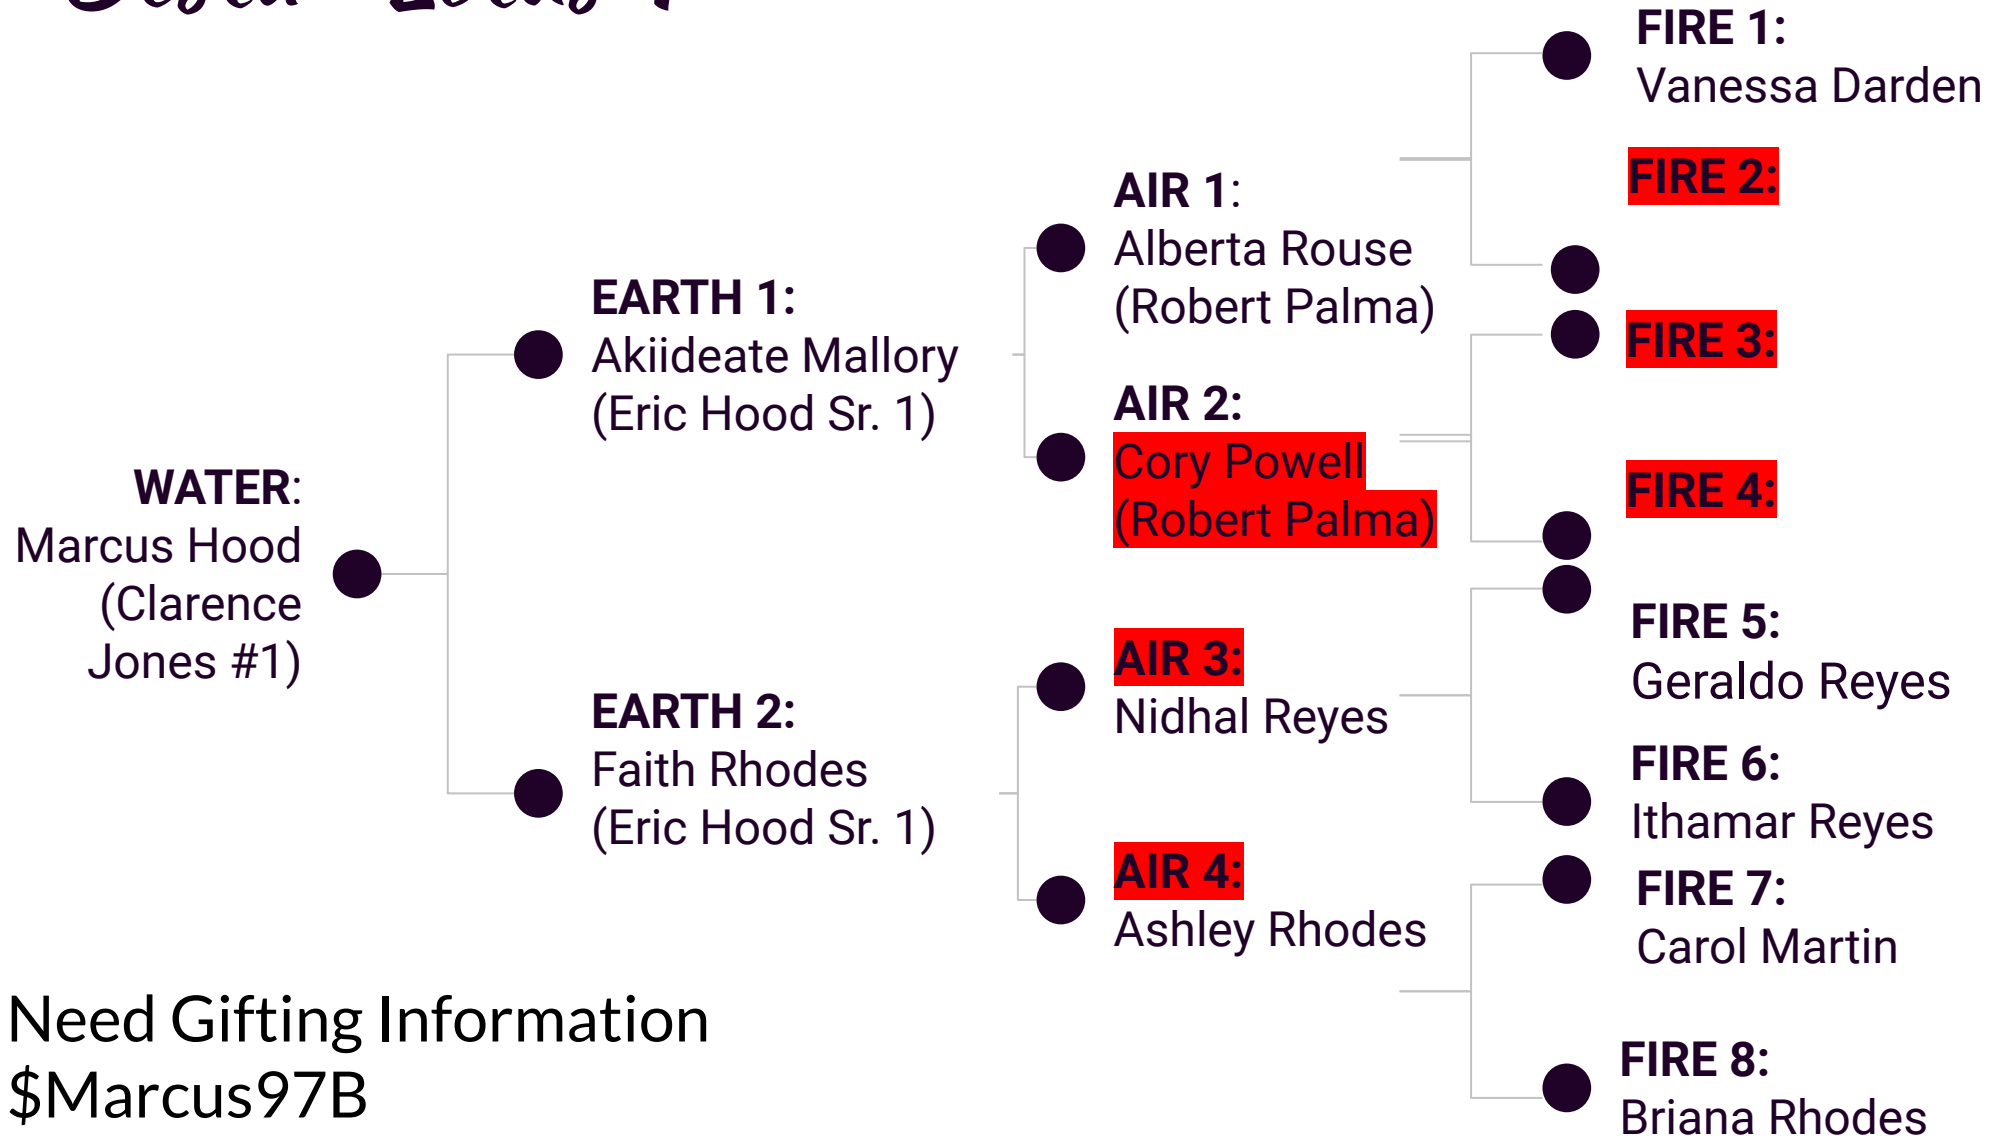 Lotus 1
FIRE 1:
Vanessa Darden
FIRE 2:
AIR 1:
Alberta Rouse
(Robert Palma)
EARTH 1:
Akiideate Mallory
(Eric Hood Sr. 1)
FIRE 3:
AIR 2:
Cory Powell
(Robert Palma)
FIRE 4:
WATER:
Marcus Hood
(Clarence
Jones #1)
FIRE 5:
Geraldo Reyes
AIR 3:
Nidhal Reyes
EARTH 2:
Faith Rhodes
(Eric Hood Sr. 1)
FIRE 6:
Ithamar Reyes
AIR 4:
Ashley Rhodes
FIRE 7:
Carol Martin
Need Gifting Information
$Marcus97B
FIRE 8:
Briana Rhodes